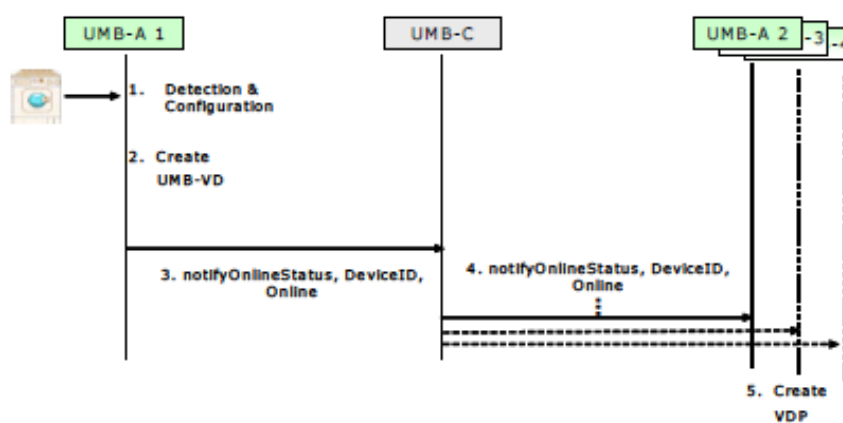 UMB-A 1
UMB-C
UMB-A 2
-3
-4
1. Detection &
Configuration
2. Create
UMB-VD
3. notifyOnlineStatus, DeviceID,
Online
4. notifyOnlineStatus, DeviceID,
Online
5. Create
VDP